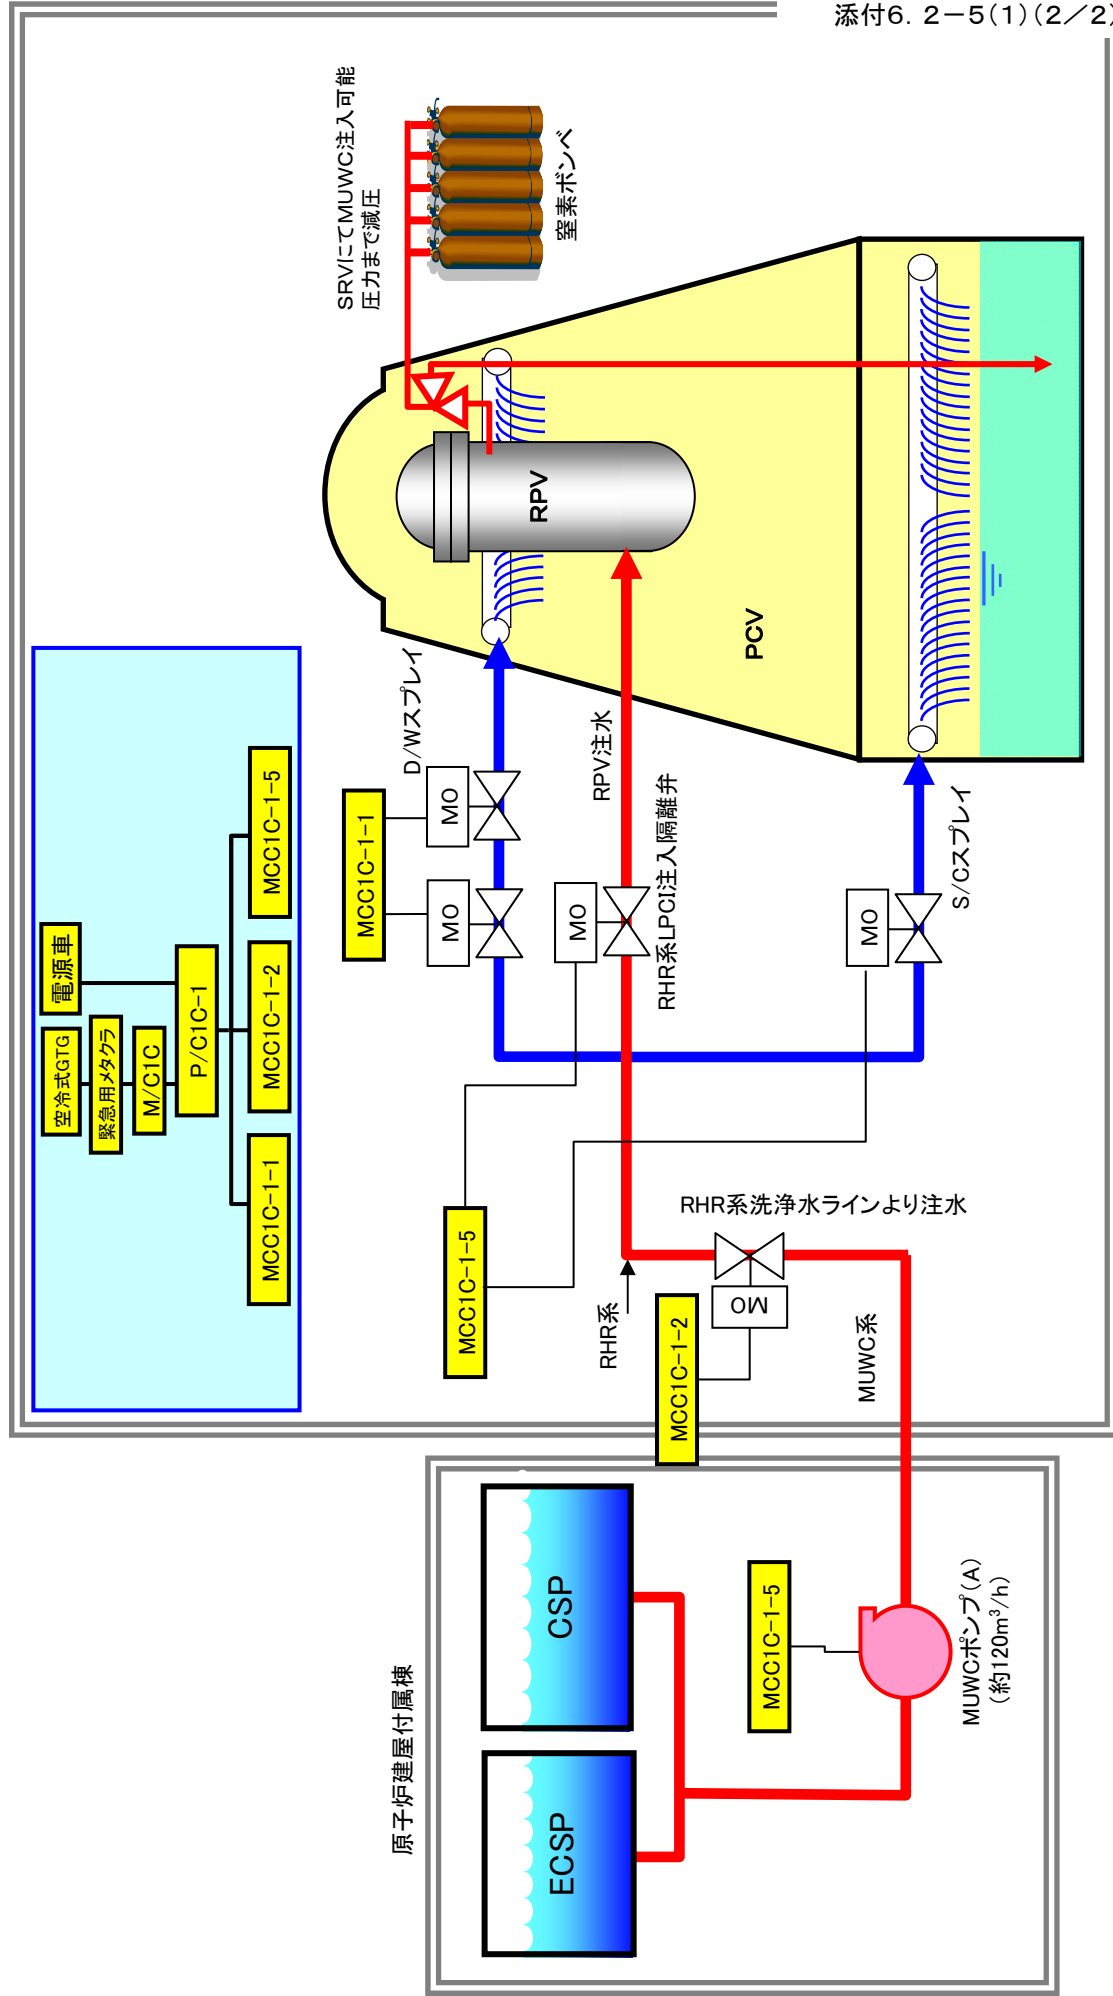 添付6．2－5(1)(2／2)
空冷式GTG
電源車
緊急用メタクラ
M/C1C
P/C1C-1
MCC1C-1-1
MCC1C-1-2
MCC1C-1-5
SRVにてMUWC注入可能
圧力まで減圧
窒素ボンベ
MCC1C-1-1
D/Wスプレイ
MO
MO
RPV
RPV注水
MO
RHR系LPCI注入隔離弁
PCV
MCC1C-1-5
MO
S/Cスプレイ
RHR系
RHR系洗浄水ラインより注水
MO
MCC1C-1-2
MUWC系
原子炉建屋付属棟
ECSP
CSP
MCC1C-1-5
MUWCポンプ(A)
(約120m³/h)